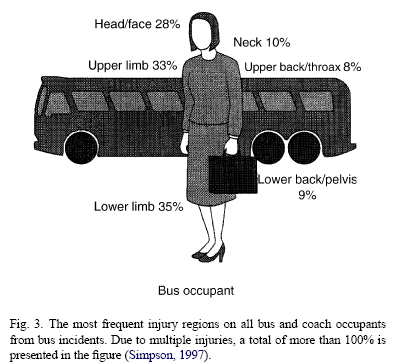 Head/face 28%
Neck 10%
Upper limb 33%
Upper back/throax 8%
Lower back/pelvis
9%
Lower limb 35%
Bus occupant
Fig. 3. The most frequent injury regions on all bus and coach occupants
from bus incidents. Due to multiple injuries, a total of more than 100% is
presented in the figure (Simpson, 1997).